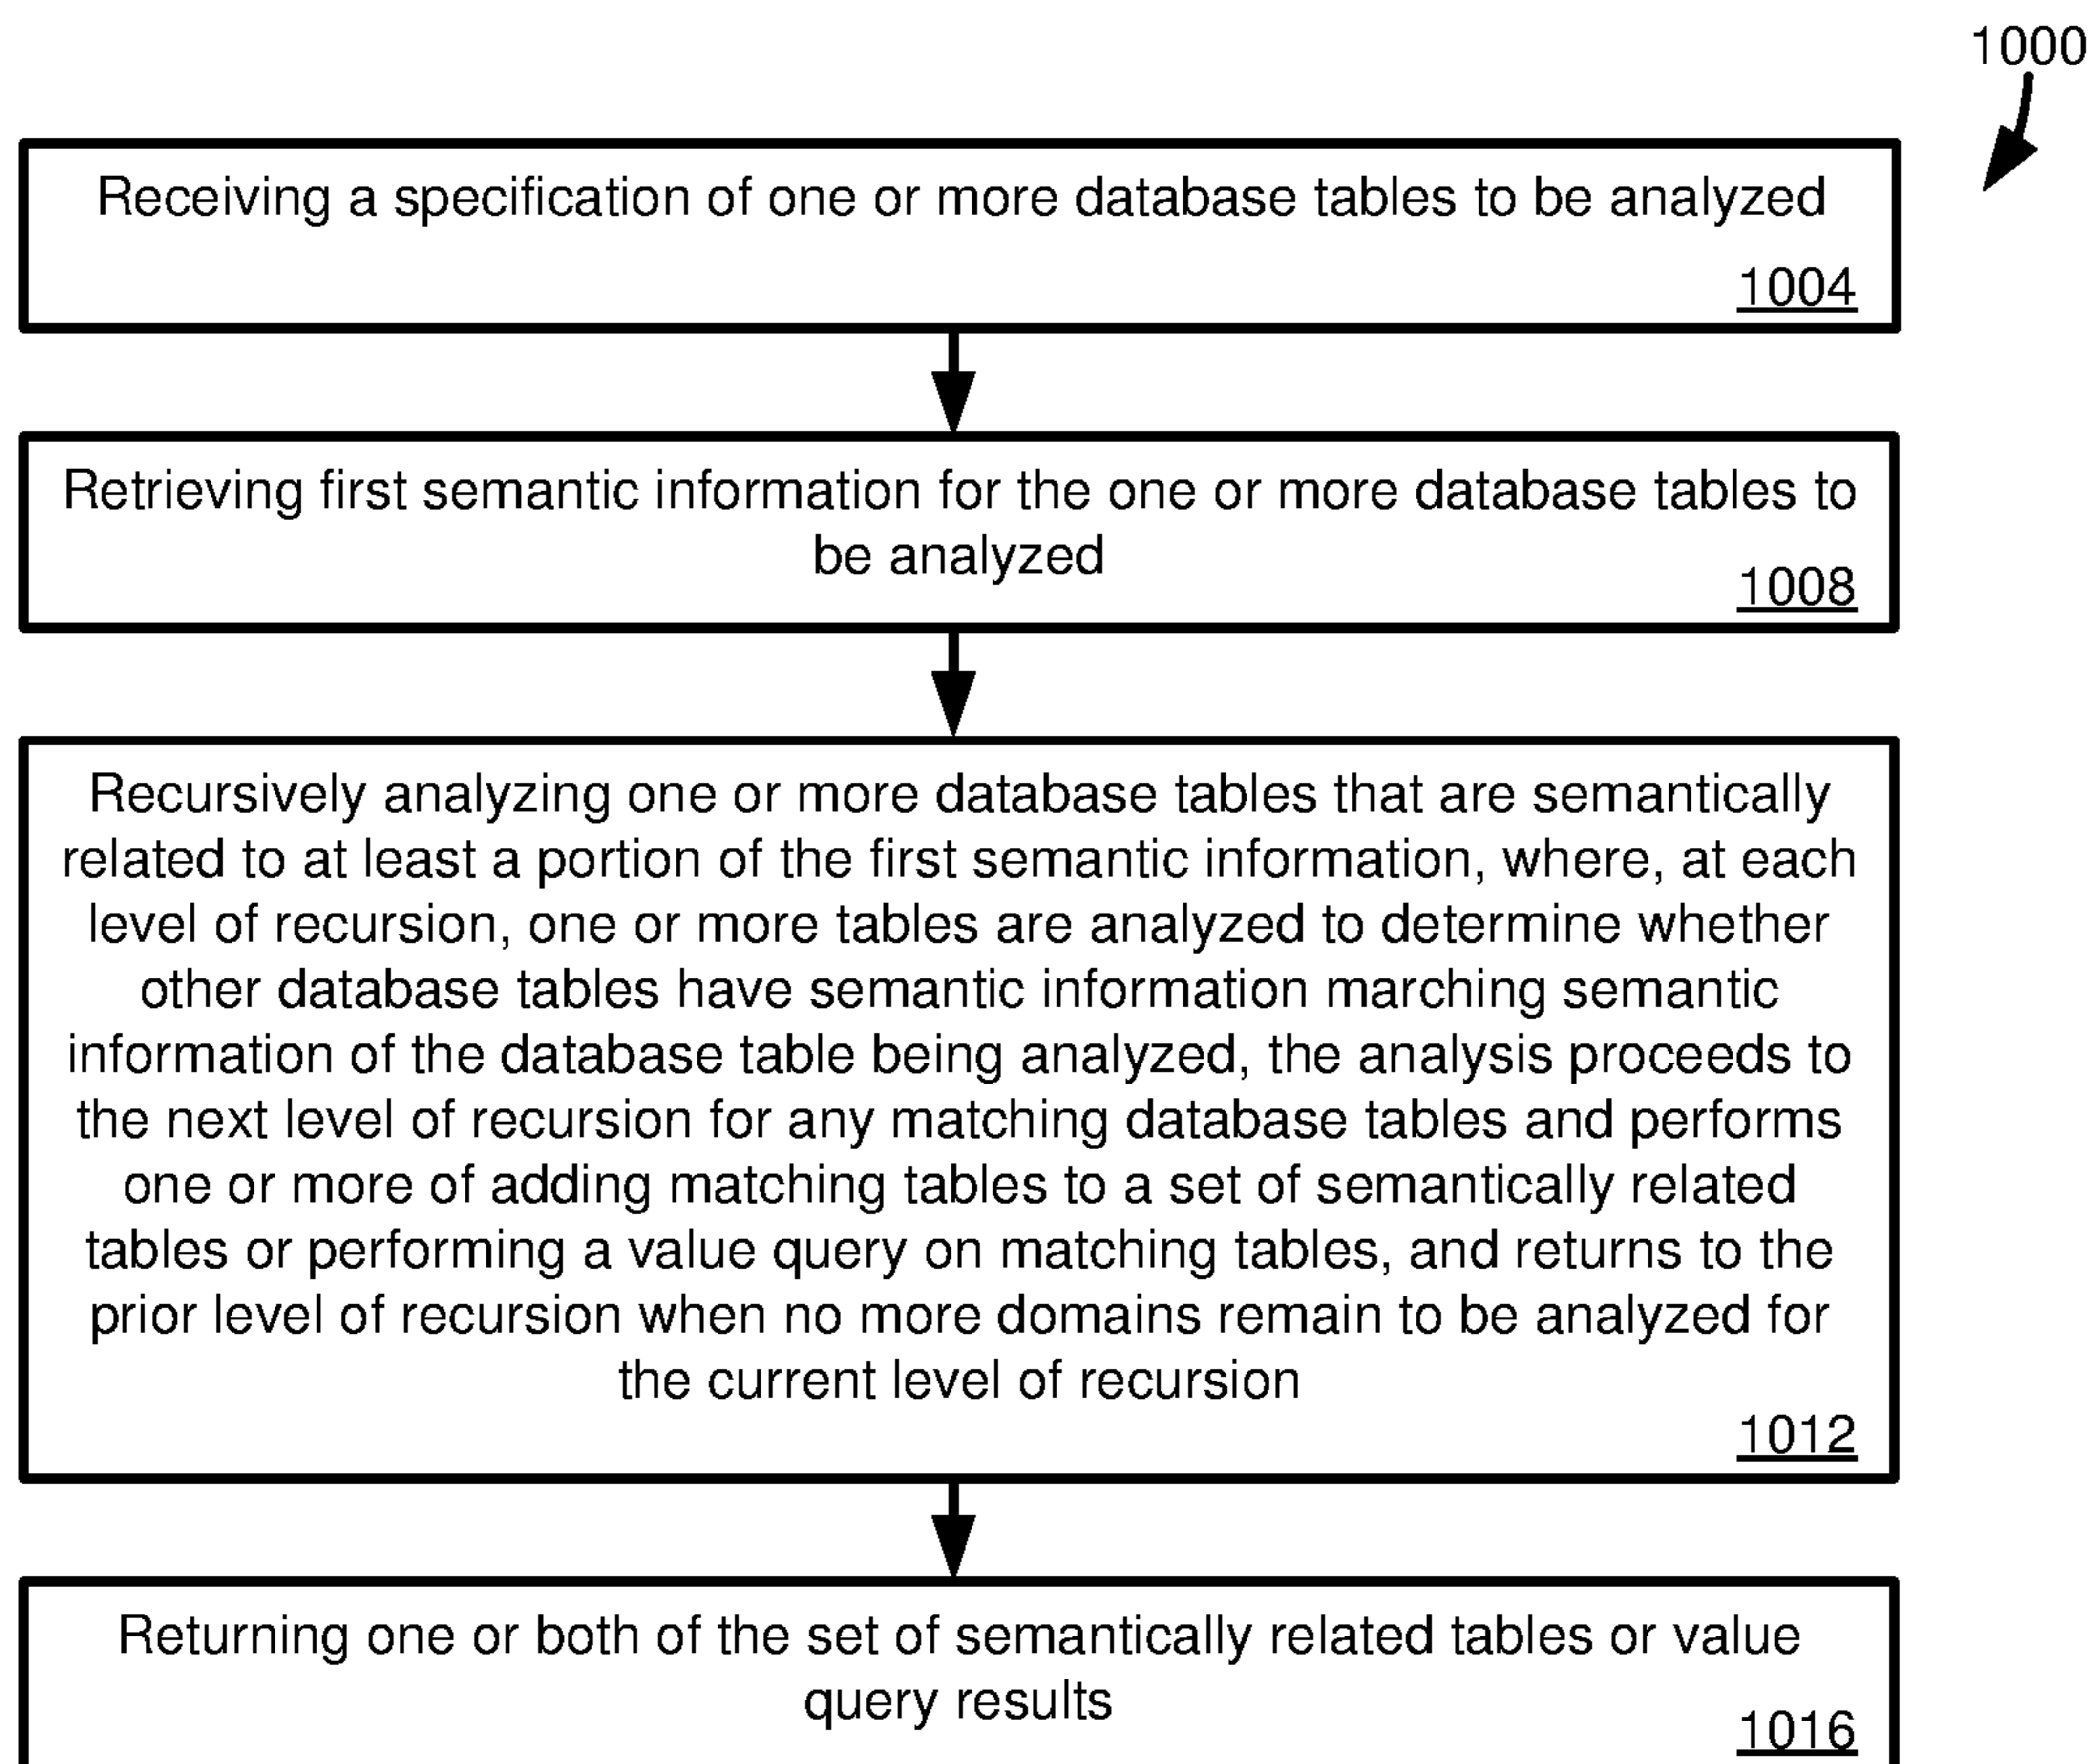 1000
Receiving a specification of one or more database tables to be analyzed
1004
Retrieving first semantic information for the one or more database tables to
be analyzed
1008
Recursively analyzing one or more database tables that are semantically
related to at least a portion of the first semantic information, where, at each
level of recursion, one or more tables are analyzed to determine whether
other database tables have semantic information marching semantic
information of the database table being analyzed, the analysis proceeds to
the next level of recursion for any matching database tables and performs
one or more of adding matching tables to a set of semantically related
tables or performing a value query on matching tables, and returns to the
prior level of recursion when no more domains remain to be analyzed for
the current level of recursion
1012
Returning one or both of the set of semantically related tables or value
query results
1016